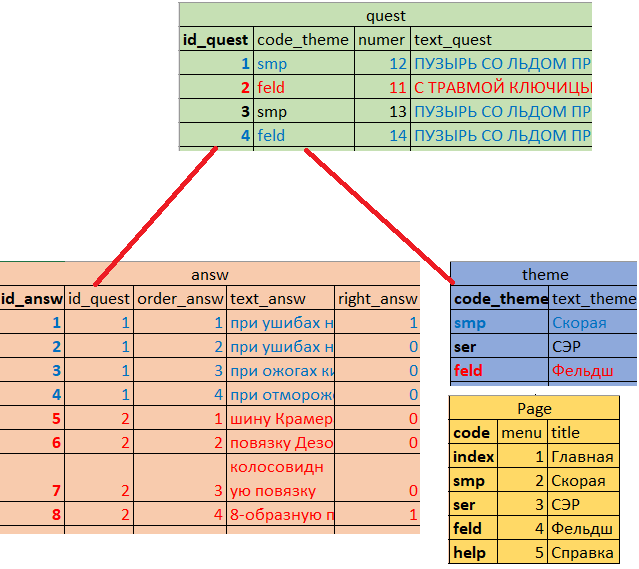 quest
id_quest code_theme numer text_quest
1 smp 12 ПУЗЫРЬ СО ЛЬДОМ ПР
2 feld 11 С ТРАВМОЙ КЛЮЧИЦЫ
3 smp 13 ПУЗЫРЬ СО ЛЬДОМ ПР
4 feld 14 ПУЗЫРЬ СО ЛЬДОМ ПР
answ
id_answ id_quest order_answ text_answ right_answ
1 1 1 при ушибах н 1
2 1 2 при ушибах н 0
3 1 3 при ожогах ки 0
4 1 4 при отмороже 0
5 2 1 шину Крамер 0
6 2 2 повязку Дезо 0
колосовидн
7 2 3 ую повязку 0
8 2 4 8-образную п 1
theme
code_theme text_theme
smp Скорая
ser СЭР
feld Фельдш
Page
code menu title
index 1 Главная
smp 2 Скорая
ser 3 СЭР
feld 4 Фельдш
help 5 Справка